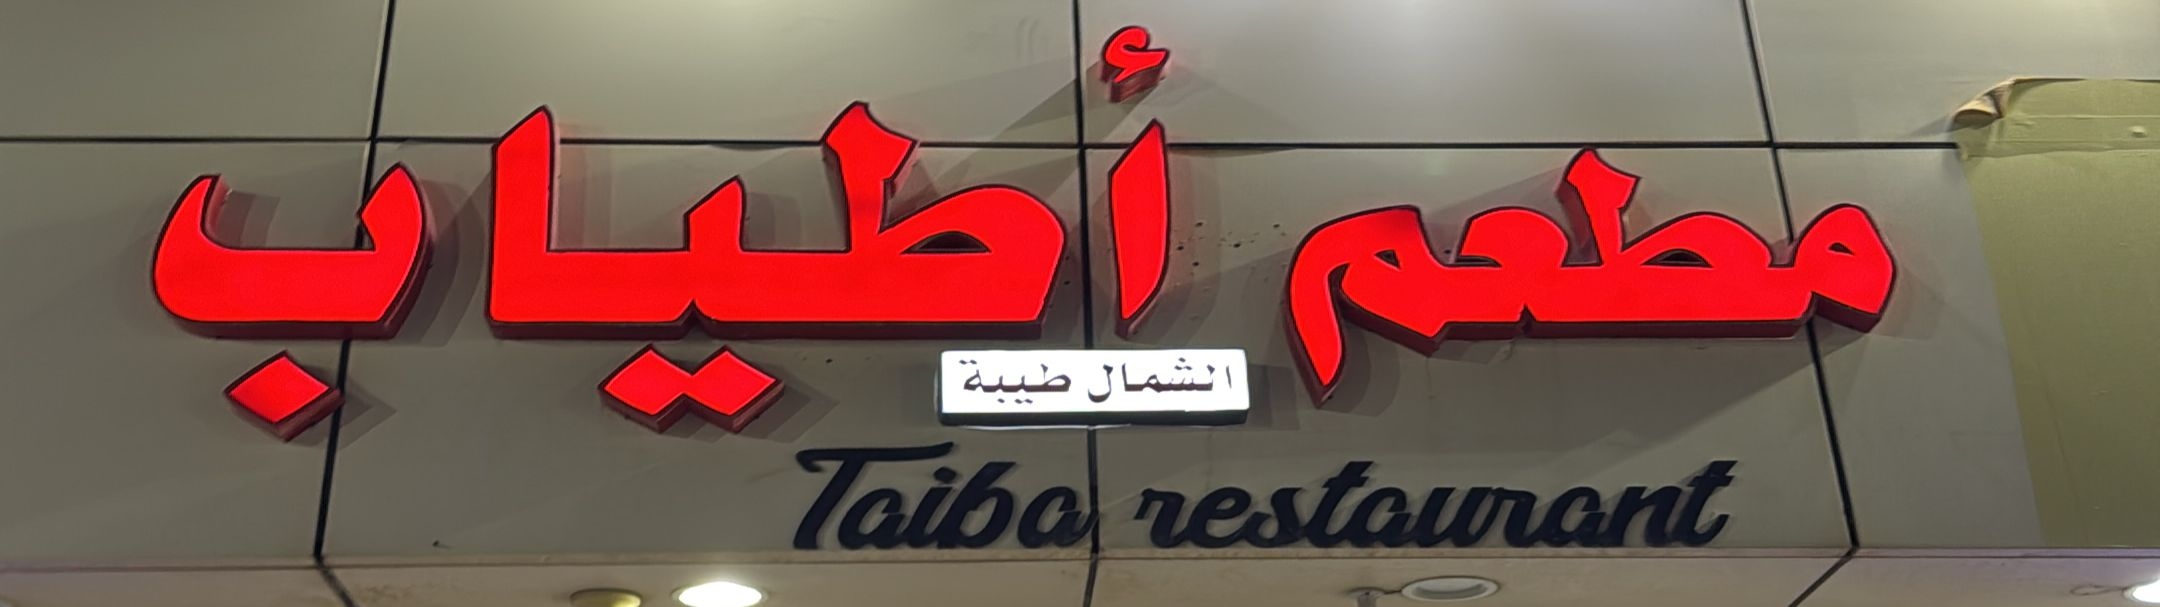 مطعم أطياب
الشمال طيبة
Taiba restaurant